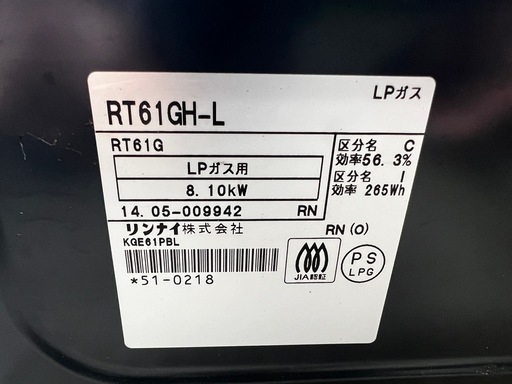 LPガス
RT61GH-L
RT61G
LPガス用
8.10kW
区分名 C
効率56.3%
区分名 I
効率 265Wh
14.05-009942 RN
リンナイ株式会社 RN(0)
KGE61PBL
*51-0218
JIA認証
PS
LPG